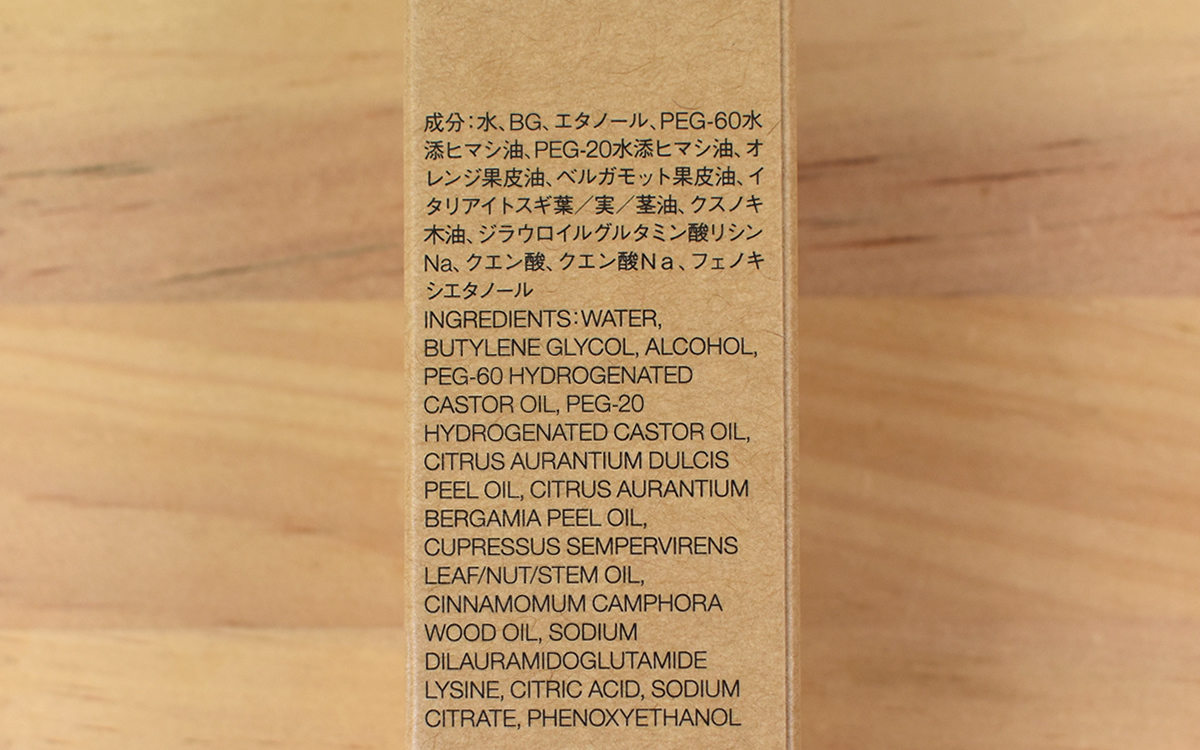 成分:水、BG、エタノール、PEG-60水
添ヒマシ油、PEG-20水添ヒマシ油、オ
レンジ果皮油、ベルガモット果皮油、イ
タリアイトスギ葉/実/茎油、クスノキ
木油、ジラウロイルグルタミン酸リシン
Na、クエン酸、クエン酸Na、フェノキ
シエタノール
INGREDIENTS:WATER,
BUTYLENE GLYCOL, ALCOHOL,
PEG-60 HYDROGENATED
CASTOR OIL, PEG-20
HYDROGENATED CASTOR OIL,
CITRUS AURANTIUM DULCIS
PEEL OIL, CITRUS AURANTIUM
BERGAMIA PEEL OIL,
CUPRESSUS SEMPERVIRENS
LEAF/NUT/STEM OIL,
CINNAMOMUM CAMPHORA
WOOD OIL, SODIUM
DILAURAMIDOGLUTAMIDE
LYSINE, CITRIC ACID, SODIUM
CITRATE, PHENOXYETHANOL